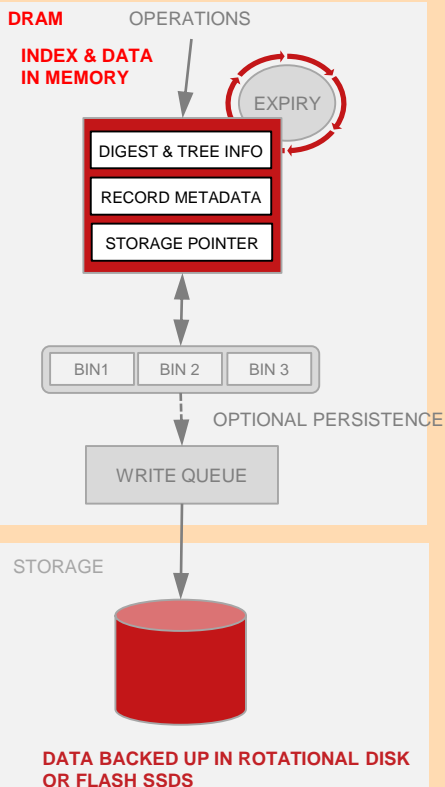 DRAM
OPERATIONS
INDEX & DATA
IN MEMORY
EXPIRY
DIGEST & TREE INFO
RECORD METADATA
STORAGE POINTER
BIN1
BIN 2
BIN 3
OPTIONAL PERSISTENCE
WRITE QUEUE
STORAGE
DATA BACKED UP IN ROTATIONAL DISK
OR FLASH SSDS